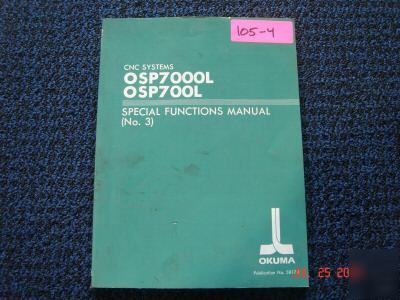 105-4
CNC SYSTEMS
OSP7000L
OSP700L
SPECIAL FUNCTIONS MANUAL
(No. 3)
OKUMA
Publication No.
25 20